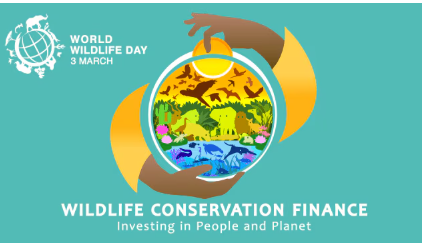 WORLD
WILDLIFE DAY
3 MARCH
WILDLIFE CONSERVATION FINANCE
Investing in People and Planet